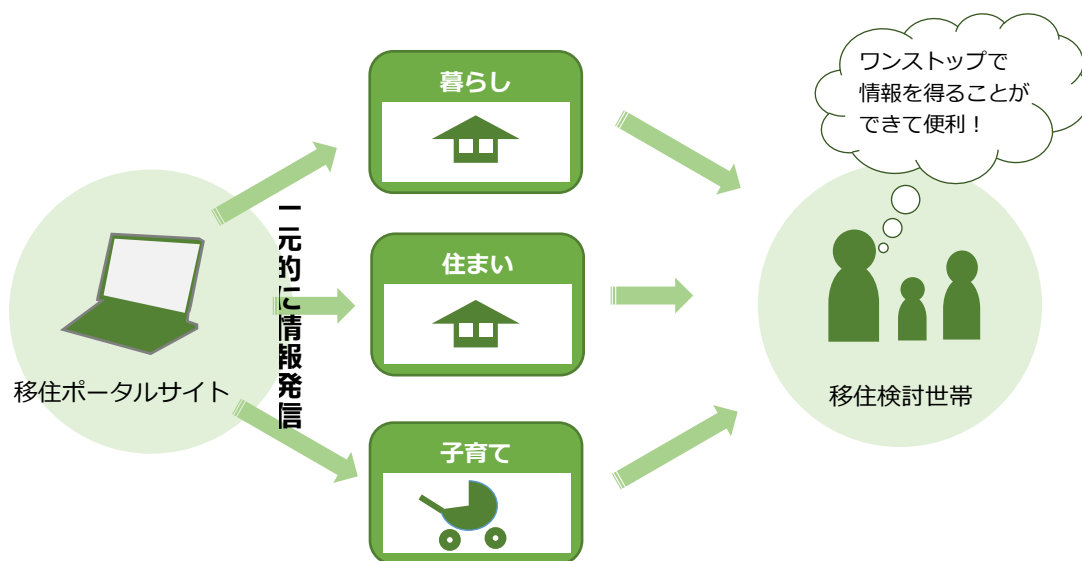 移住ポータルサイト
一元的に情報発信
暮らし
住まい
子育て
ワンストップで
情報を得ることが
できて便利！
移住検討世帯